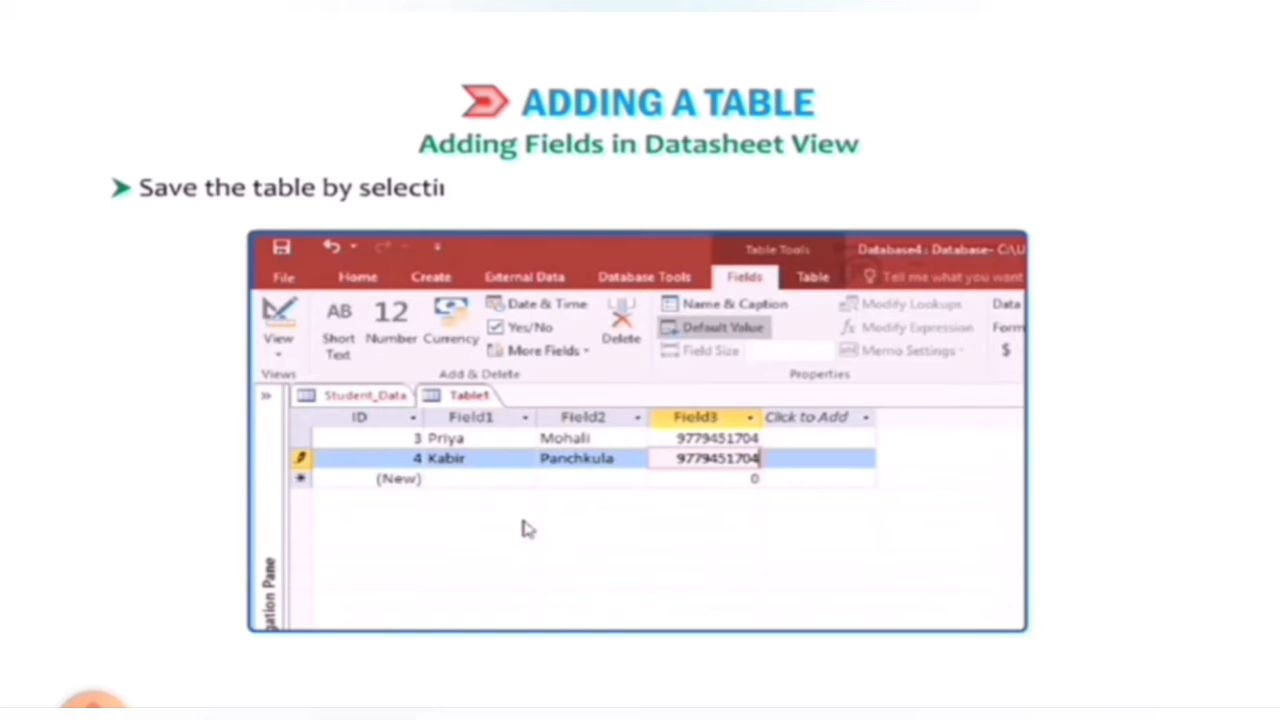 ADDING A TABLE
Adding Fields in Datasheet View
Save the table by selectin
Table Tools Database4 : Database- C:\U
File Home Create External Data Database Tools Fields Table Tell me what you want
View
Views
AB Short Text
12 Number
Currency
Date & Time
Yes/No
More Fields
Delete
Add & Delete
Name & Caption
Default Value
Field Size
Modify Lookups
Modify Expression
Memo Settings
Properties
Data
Form
$
Student_Data Table1
ID Field1 Field2 Field3 Click to Add
3 Priya Mohali 9779451704
4 Kabir Panchkula 9779451704
(New) 0
gation Pane